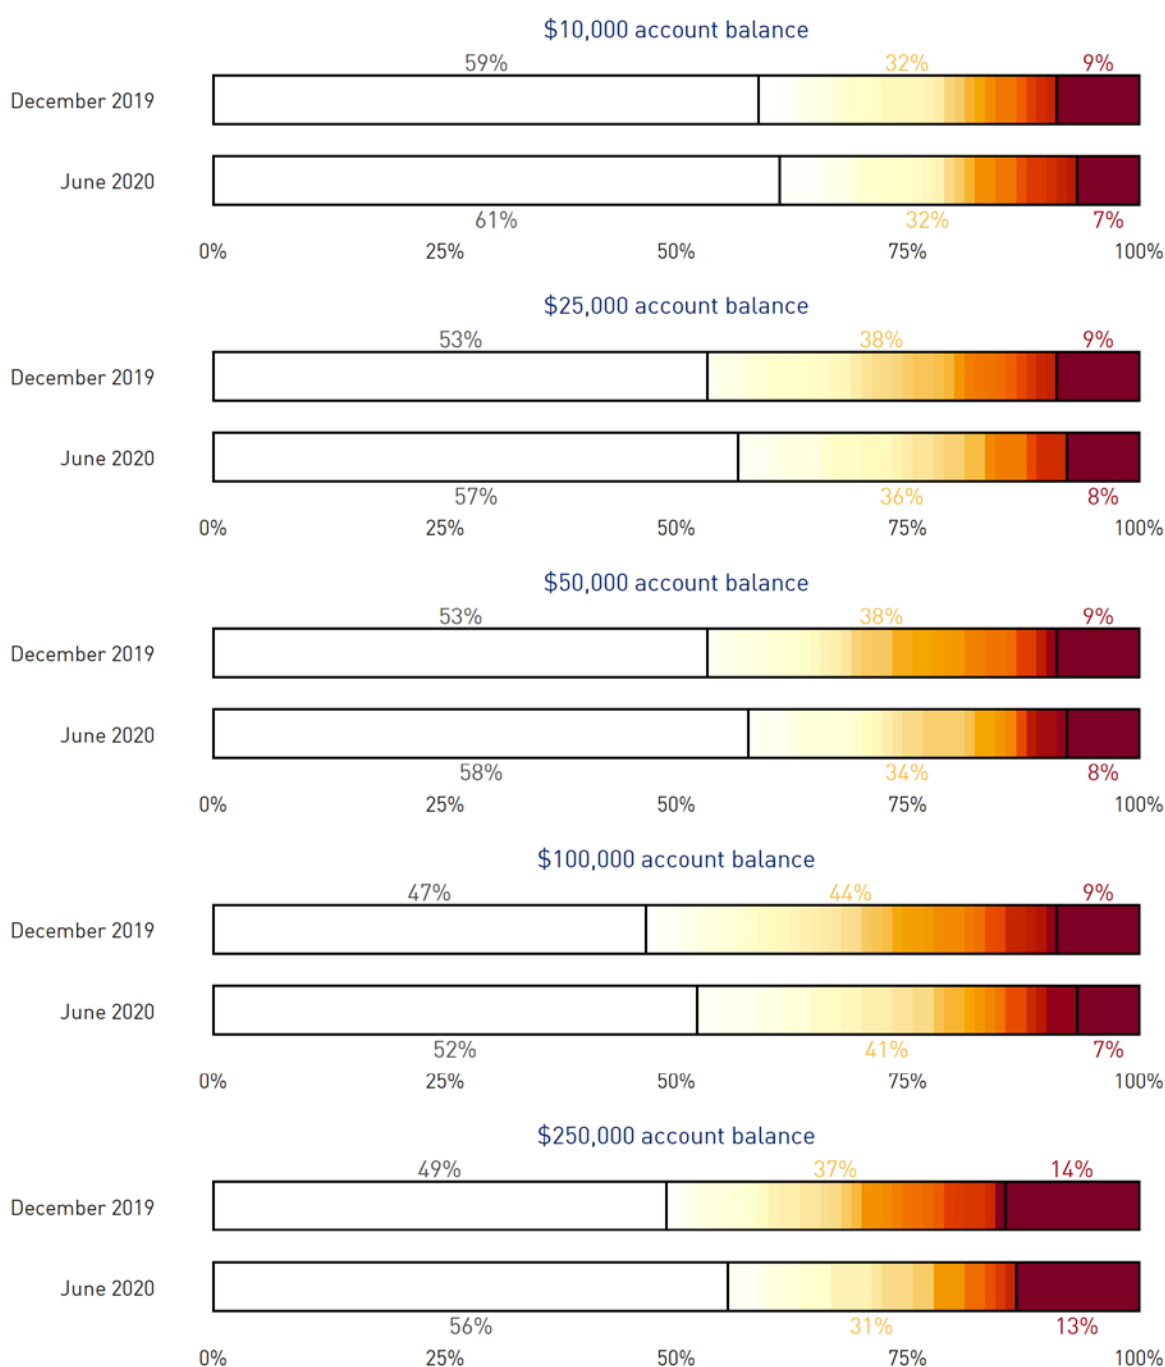 $10,000 account balance
59% 32% 9%
December 2019
June 2020
61% 32% 7%
0% 25% 50% 75% 100%
$25,000 account balance
53% 38% 9%
December 2019
June 2020
57% 36% 8%
0% 25% 50% 75% 100%
$50,000 account balance
53% 38% 9%
December 2019
June 2020
58% 34% 8%
0% 25% 50% 75% 100%
$100,000 account balance
47% 44% 9%
December 2019
June 2020
52% 41% 7%
0% 25% 50% 75% 100%
$250,000 account balance
49% 37% 14%
December 2019
June 2020
56% 31% 13%
0% 25% 50% 75% 100%